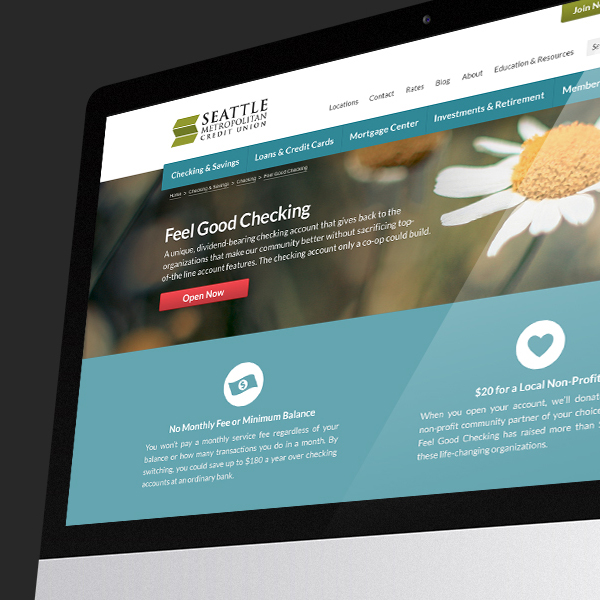 Join
SEATTLE
METROPOLITAN
CREDIT UNION
Locations Contact Rates Blog About Education & Resources
Checking & Savings Loans & Credit Cards Mortgage Center Investments & Retirement Member
Home > Checking & Savings > Checking > Feel Good Checking
Feel Good Checking
A unique, dividend-bearing checking account that gives back to the
organizations that make our community better without sacrificing top-
of-the line account features. The checking account only a co-op could build.
Open Now
No Monthly Fee or Minimum Balance
You won't pay a monthly service fee regardless of your
balance or how many transactions you do in a month. By
switching, you could save up to $180 a year over checking
accounts at an ordinary bank.
$20 for a Local Non-Profit
When you open your account, we'll donat
non-profit community partner of your choice
Feel Good Checking has raised more than
these life-changing organizations.